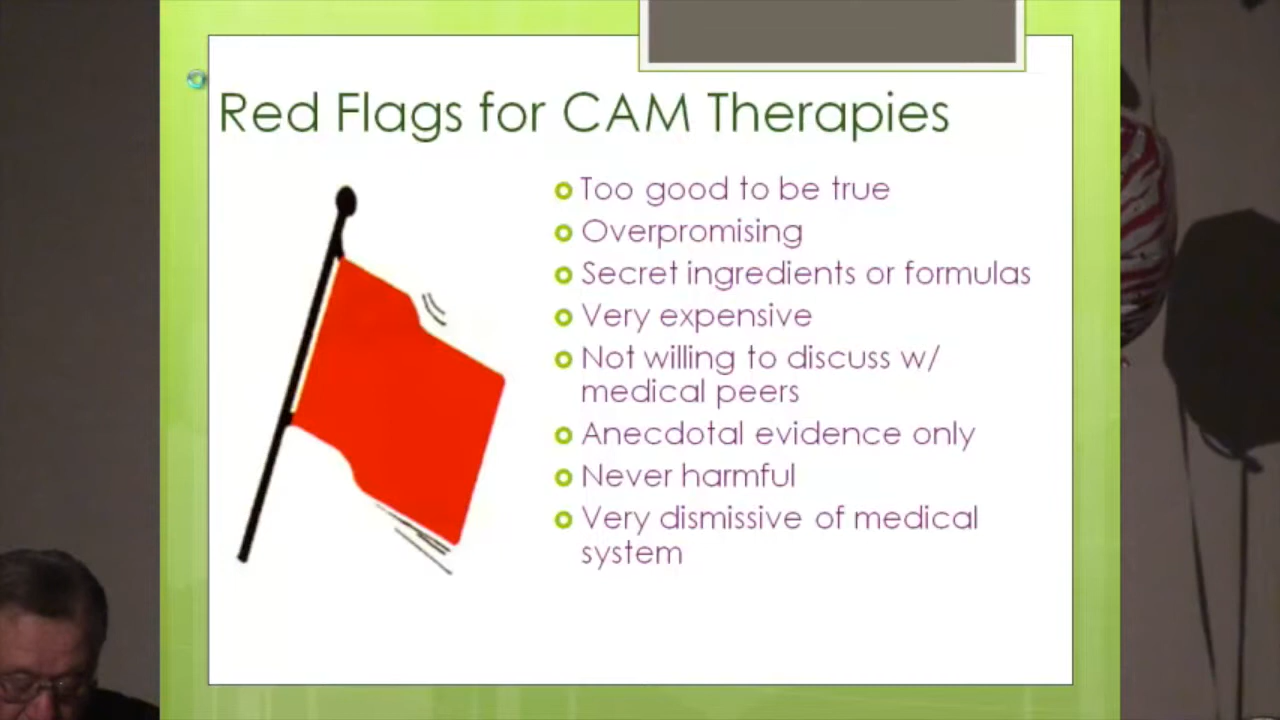 Red Flags for CAM Therapies
Too good to be true
Overpromising
Secret ingredients or formulas
Very expensive
Not willing to discuss w/
medical peers
Anecdotal evidence only
Never harmful
Very dismissive of medical
system